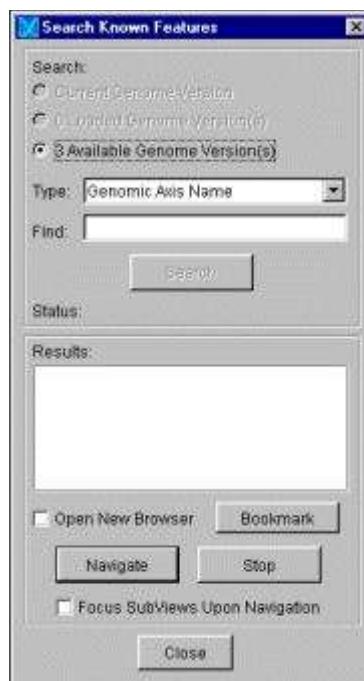 Search Known Features
Search:
Current Genome Version
0 Loaded Genome Version(s)
3 Available Genome Version(s)
Type: Genomic Axis Name
Find:
Search
Status:
Results:
Open New Browser
Bookmark
Navigate
Stop
Focus SubViews Upon Navigation
Close